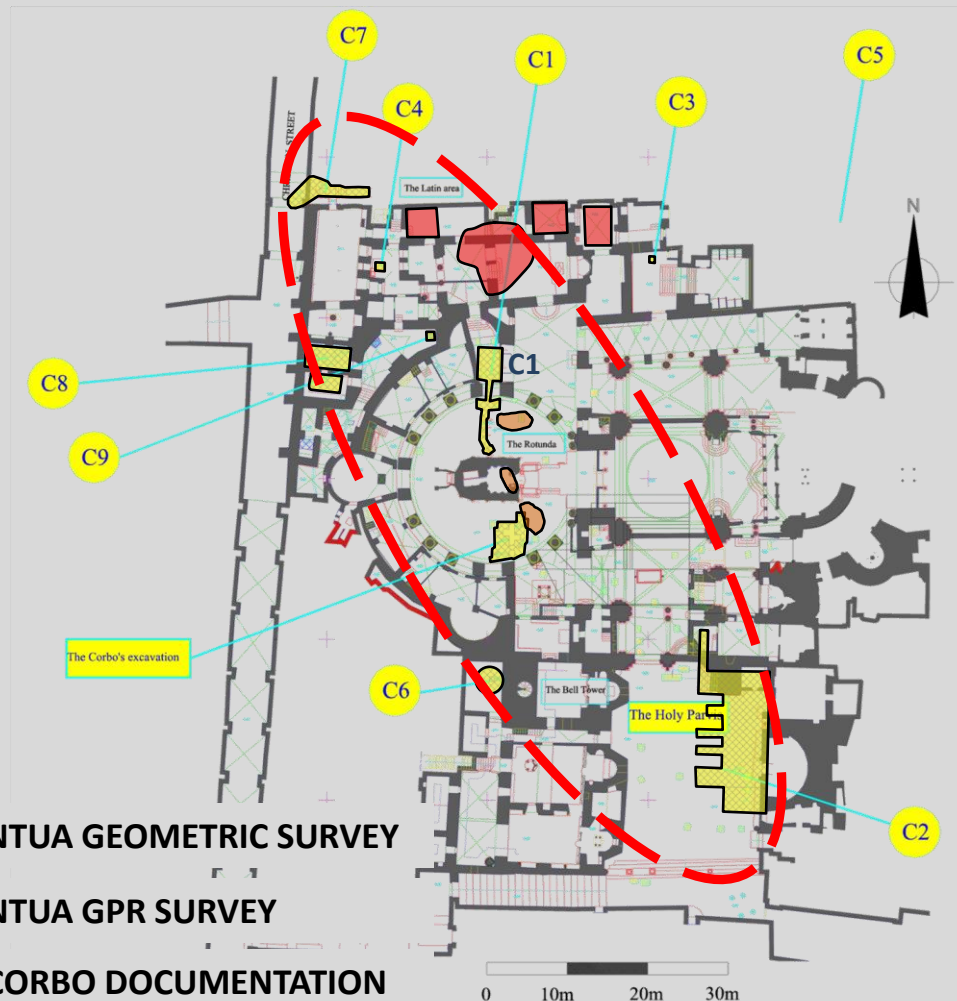 C7
C1
C5
C4
C3
STREET
The Latin area
N
C8
C1
C9
The Rotunda
The Corbo's excavation
C6
The Bell Tower
The Holy
C2
NTUA GEOMETRIC SURVEY
NTUA GPR SURVEY
CORBO DOCUMENTATION
0 10m 20m 30m